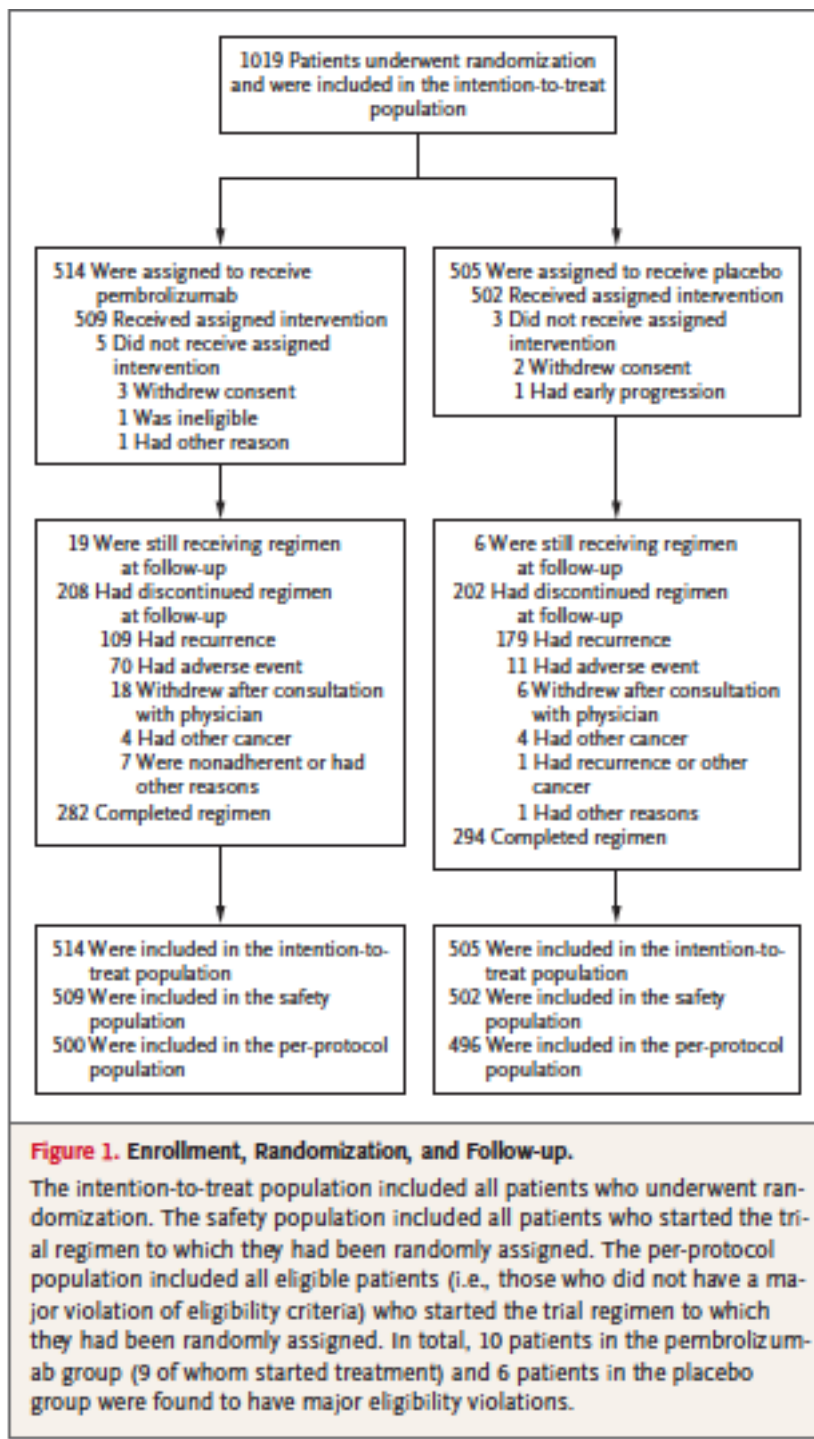 1019 Patients underwent randomization
and were included in the intention-to-treat
population
514 Were assigned to receive
pembrolizumab
509 Received assigned intervention
5 Did not receive assigned
intervention
3 Withdrew consent
1 Was ineligible
1 Had other reason
505 Were assigned to receive placebo
502 Received assigned intervention
3 Did not receive assigned
intervention
2 Withdrew consent
1 Had early progression
19 Were still receiving regimen
at follow-up
208 Had discontinued regimen
at follow-up
109 Had recurrence
70 Had adverse event
18 Withdrew after consultation
with physician
4 Had other cancer
7 Were nonadherent or had
other reasons
282 Completed regimen
6 Were still receiving regimen
at follow-up
202 Had discontinued regimen
at follow-up
179 Had recurrence
11 Had adverse event
6 Withdrew after consultation
with physician
4 Had other cancer
1 Had recurrence or other
cancer
1 Had other reasons
294 Completed regimen
514 Were included in the intention-to-
treat population
509 Were included in the safety
population
500 Were included in the per-protocol
population
505 Were included in the intention-to-
treat population
502 Were included in the safety
population
496 Were included in the per-protocol
population
Figure 1. Enrollment, Randomization, and Follow-up.
The intention-to-treat population included all patients who underwent ran-
domization. The safety population included all patients who started the tri-
al regimen to which they had been randomly assigned. The per-protocol
population included all eligible patients (i.e., those who did not have a ma-
jor violation of eligibility criteria) who started the trial regimen to which
they had been randomly assigned. In total, 10 patients in the pembrolizum-
ab group (9 of whom started treatment) and 6 patients in the placebo
group were found to have major eligibility violations.